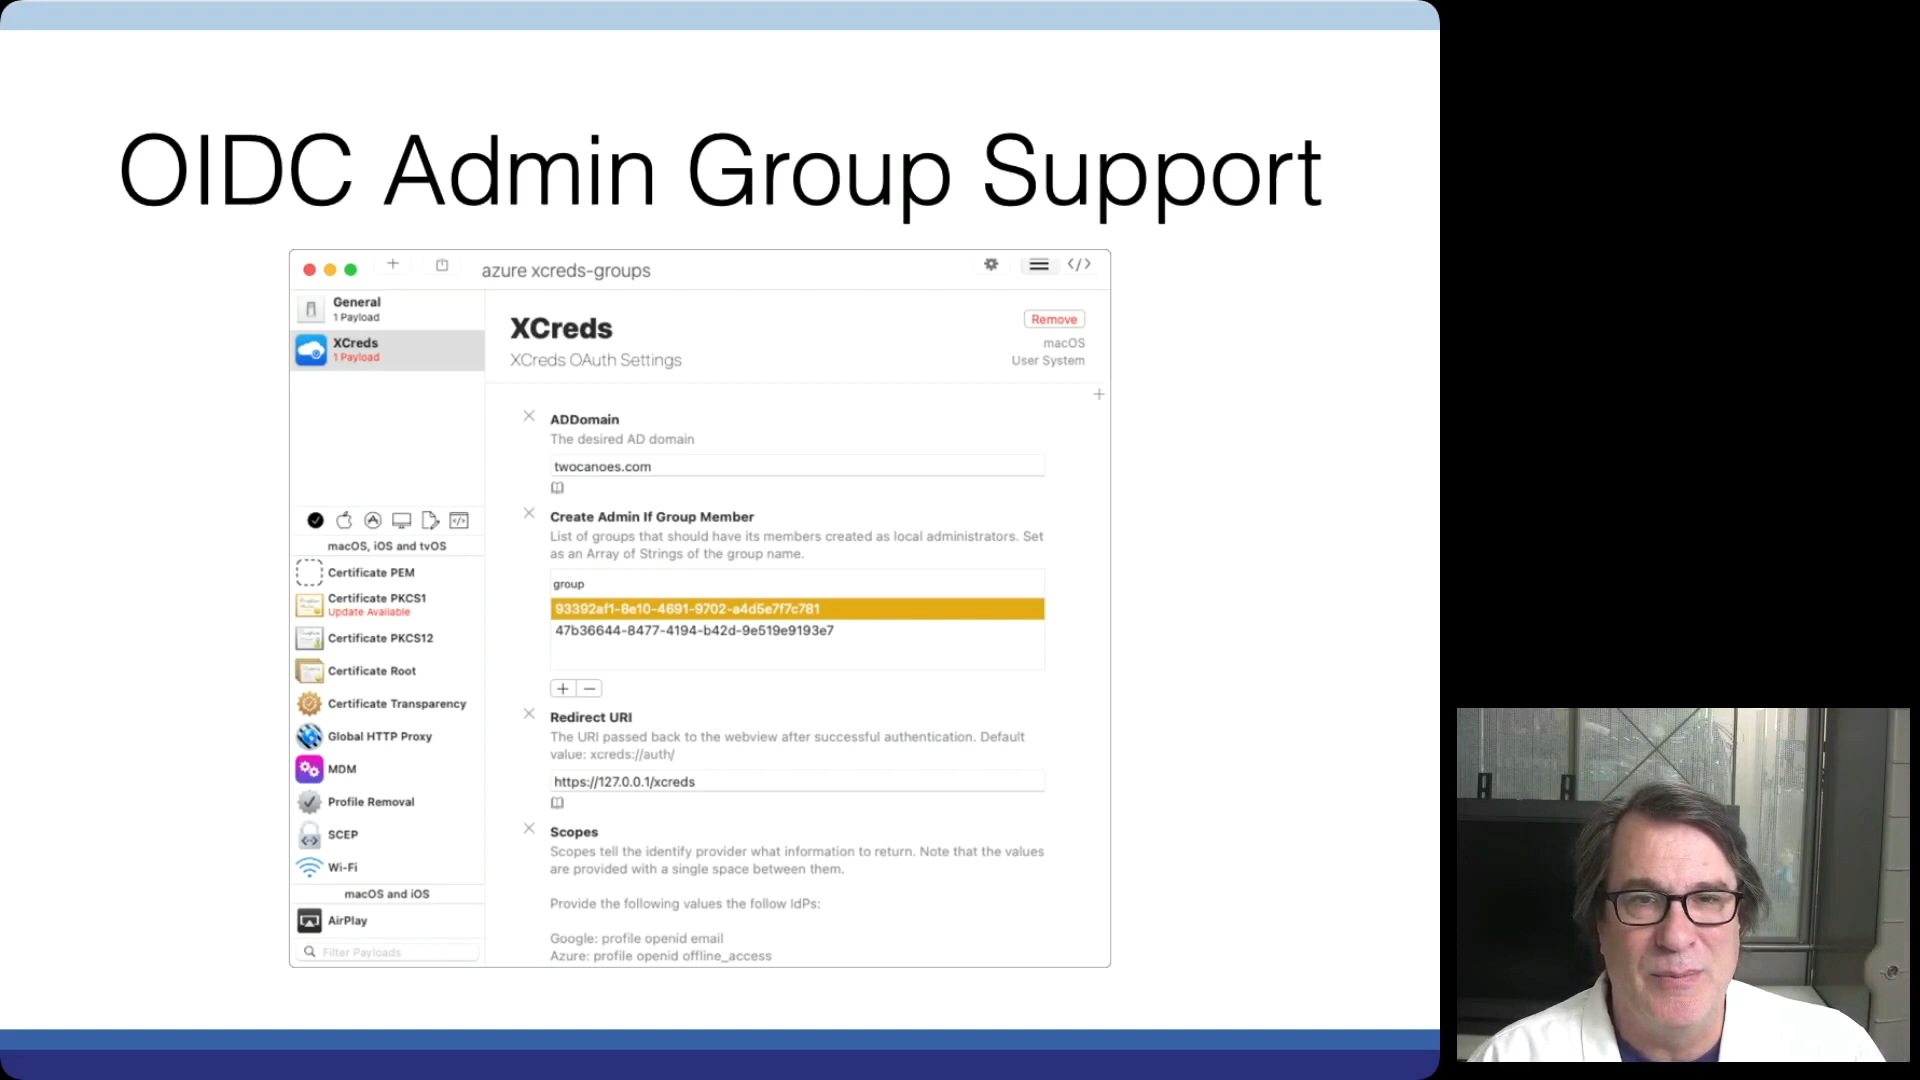 OIDC Admin Group Support
azure xcreds-groups
General
1 Payload
XCreds
1 Payload
macOS, iOS and tvOS
Certificate PEM
Certificate PKCS1
Update Available
Certificate PKCS12
Certificate Root
Certificate Transparency
Global HTTP Proxy
MDM
Profile Removal
SCEP
Wi-Fi
macOS and iOS
AirPlay
Filter Payloads
XCreds
Remove
XCreds OAuth Settings
macOS
User System
ADDomain
The desired AD domain
twocanoes.com
Create Admin If Group Member
List of groups that should have its members created as local administrators. Set
as an Array of Strings of the group name.
group
93392af1-8e10-4691-9702-a4d5e7f7c781
47b36644-8477-4194-b42d-9e519e9193e7
Redirect URI
The URI passed back to the webview after successful authentication. Default
value: xcreds://auth/
https://127.0.0.1/xcreds
Scopes
Scopes tell the identify provider what information to return. Note that the values
are provided with a single space between them.
Provide the following values the follow IdPs:
Google: profile openid email
Azure: profile openid offline_access